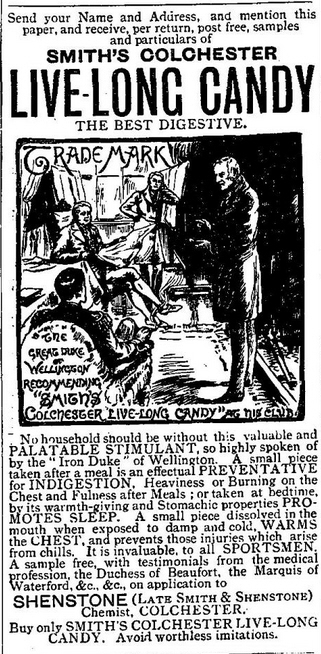 Send your Name and Address, and mention this
paper, and receive, per return, post free, samples
and particulars of
SMITH'S COLCHESTER
LIVE-LONG CANDY
THE BEST DIGESTIVE.
TRADE MARK
THE
GREAT DUKE
OF WELLINGTON
RECOMMENDING
"SMITH'S
COLCHESTER "LIVE-LONG CANDY" AT HIS CLUB.
No household should be without this valuable and
PALATABLE STIMULANT, so highly spoken of
by the "Iron Duke" of Wellington. A small piece
taken after a meal is an effectual PREVENTATIVE
for INDIGESTION, Heaviness or Burning on the
Chest and Fulness after Meals; or taken at bedtime,
by its warmth-giving and Stomachic properties PRO-
MOTES SLEEP. A small piece dissolved in the
mouth when exposed to damp and cold, WARMS
the CHEST, and prevents those injuries which arise
from chills. It is invaluable, to all SPORTSMEN.
A sample free, with testimonials from the medical
profession, the Duchess of Beaufort, the Marquis of
Waterford, &c., &c., on application to
SHENSTONE (LATE SMITH & SHENSTONE)
Chemist, COLCHESTER.
Buy only SMITH'S COLCHESTER LIVE-LONG
CANDY. Avoid worthless imitations.